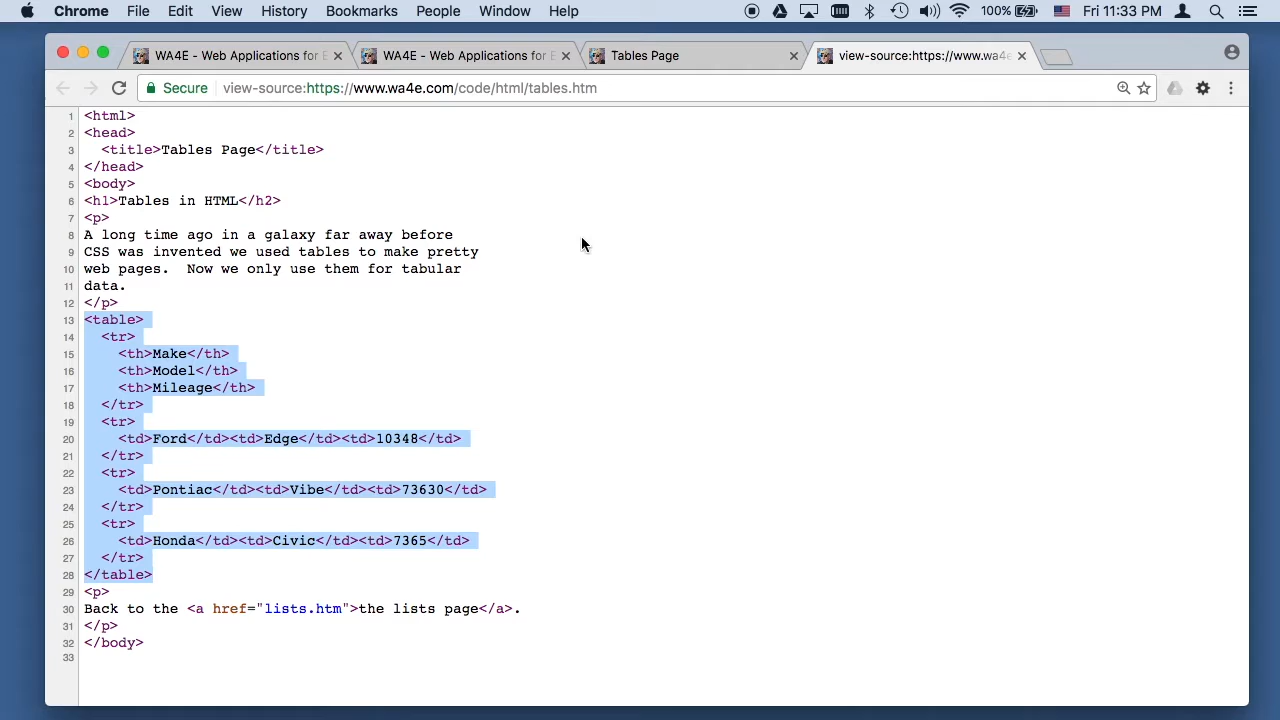 Chrome File Edit View History Bookmarks People Window Help 100% Fri 11:33 PM
WA4E - Web Applications for E WA4E - Web Applications for E Tables Page view-source:https://www.wa4e
Secure view-source:https://www.wa4e.com/code/html/tables.htm
1 <html>
2 <head>
3 <title>Tables Page</title>
4 </head>
5 <body>
6 <h1>Tables in HTML</h2>
7 <p>
8 A long time ago in a galaxy far away before
9 CSS was invented we used tables to make pretty
10 web pages.  Now we only use them for tabular
11 data.
12 </p>
13 <table>
14 <tr>
15 <th>Make</th>
16 <th>Model</th>
17 <th>Mileage</th>
18 </tr>
19 <tr>
20 <td>Ford</td><td>Edge</td><td>10348</td>
21 </tr>
22 <tr>
23 <td>Pontiac</td><td>Vibe</td><td>73630</td>
24 </tr>
25 <tr>
26 <td>Honda</td><td>Civic</td><td>7365</td>
27 </tr>
28 </table>
29 <p>
30 Back to the <a href="lists.htm">the lists page</a>.
31 </p>
32 </body>
33